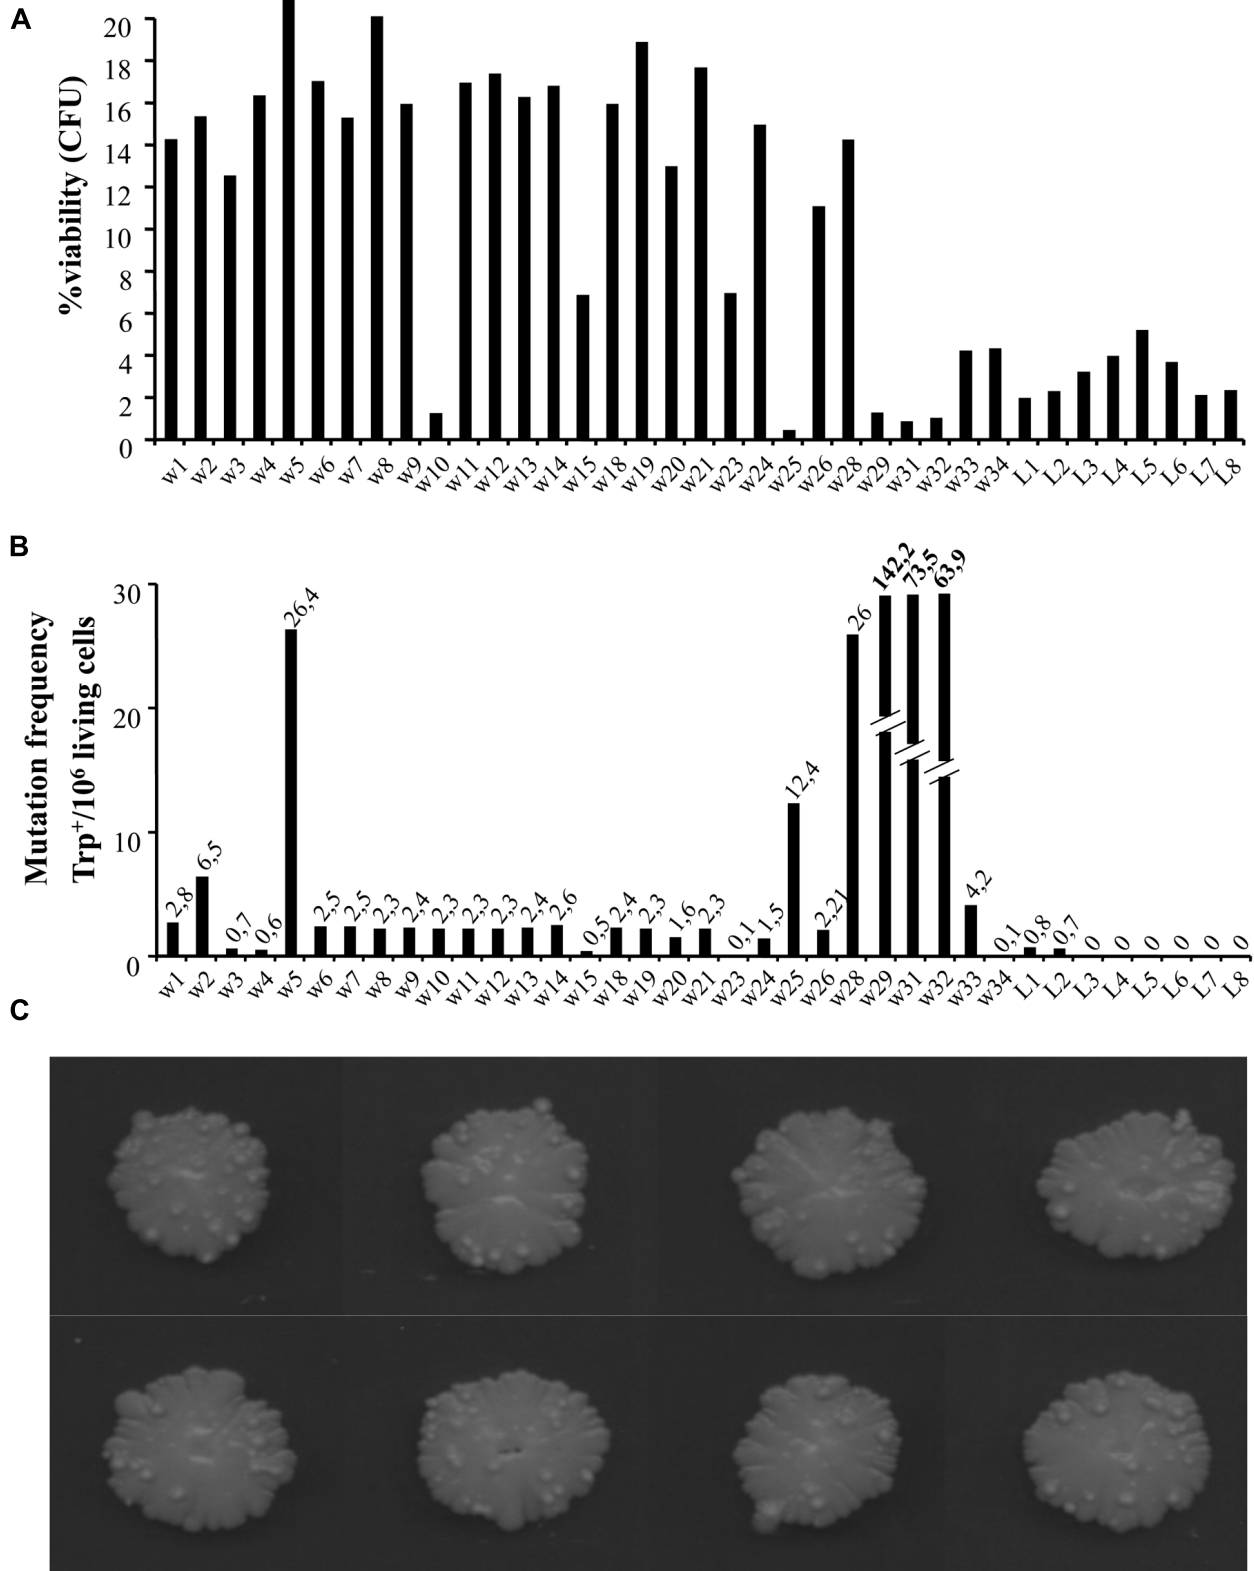 A
20
18
16
14
12
10
8
6
4
2
0
%viability (CFU)
w1 w2 w3 w4 w5 w6 w7 w8 w9 w10 w11 w12 w13 w14 w15 w18 w19 w20 w21 w23 w24 w25 w26 w28 w29 w31 w32 w33 w34 L1 L2 L3 L4 L5 L6 L7 L8
B
Mutation frequency
Trp⁺/10⁶ living cells
30
20
10
0
2,8 6,5 0,7 0,6 26,4 2,5 2,5 2,3 2,4 2,3 2,3 2,3 2,4 2,6 0,5 2,4 2,3 1,6 2,3 0,1 1,5 12,4 2,21 26 142,2 73,5 63,9 4,2 0,1 0,8 0,7 0 0 0 0 0 0
w1 w2 w3 w4 w5 w6 w7 w8 w9 w10 w11 w12 w13 w14 w15 w18 w19 w20 w21 w23 w24 w25 w26 w28 w29 w31 w32 w33 w34 L1 L2 L3 L4 L5 L6 L7 L8
C